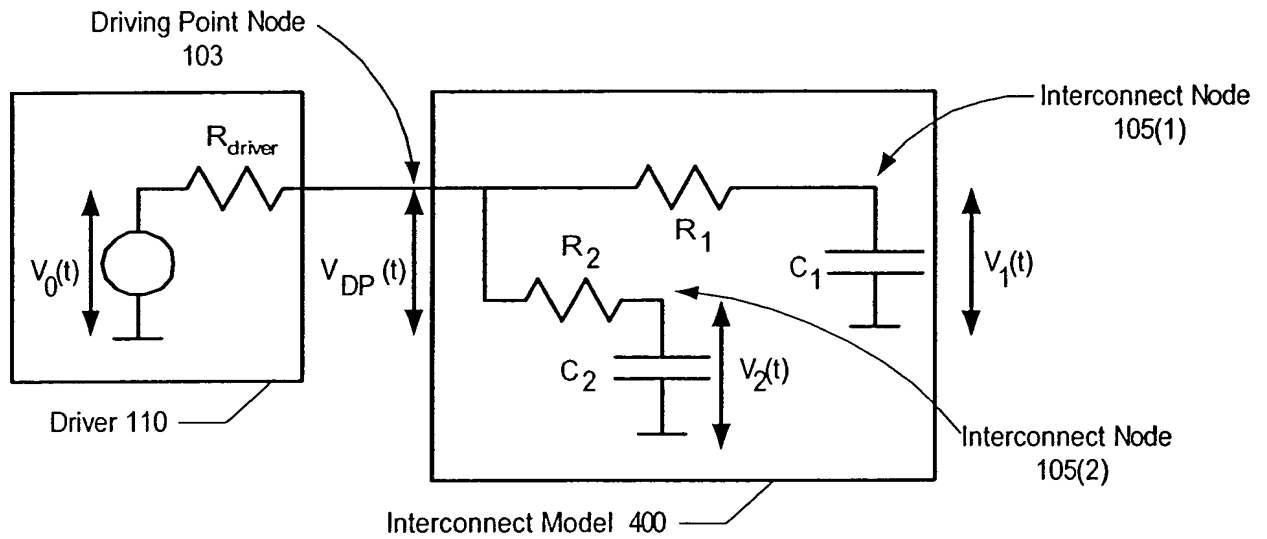 Driving Point Node
103
Interconnect Node
105(1)
R_driver
V_0(t)
V_DP (t)
R_1
R_2
C_1
V_1(t)
C_2
V_2(t)
Driver 110
Interconnect Node
105(2)
Interconnect Model 400